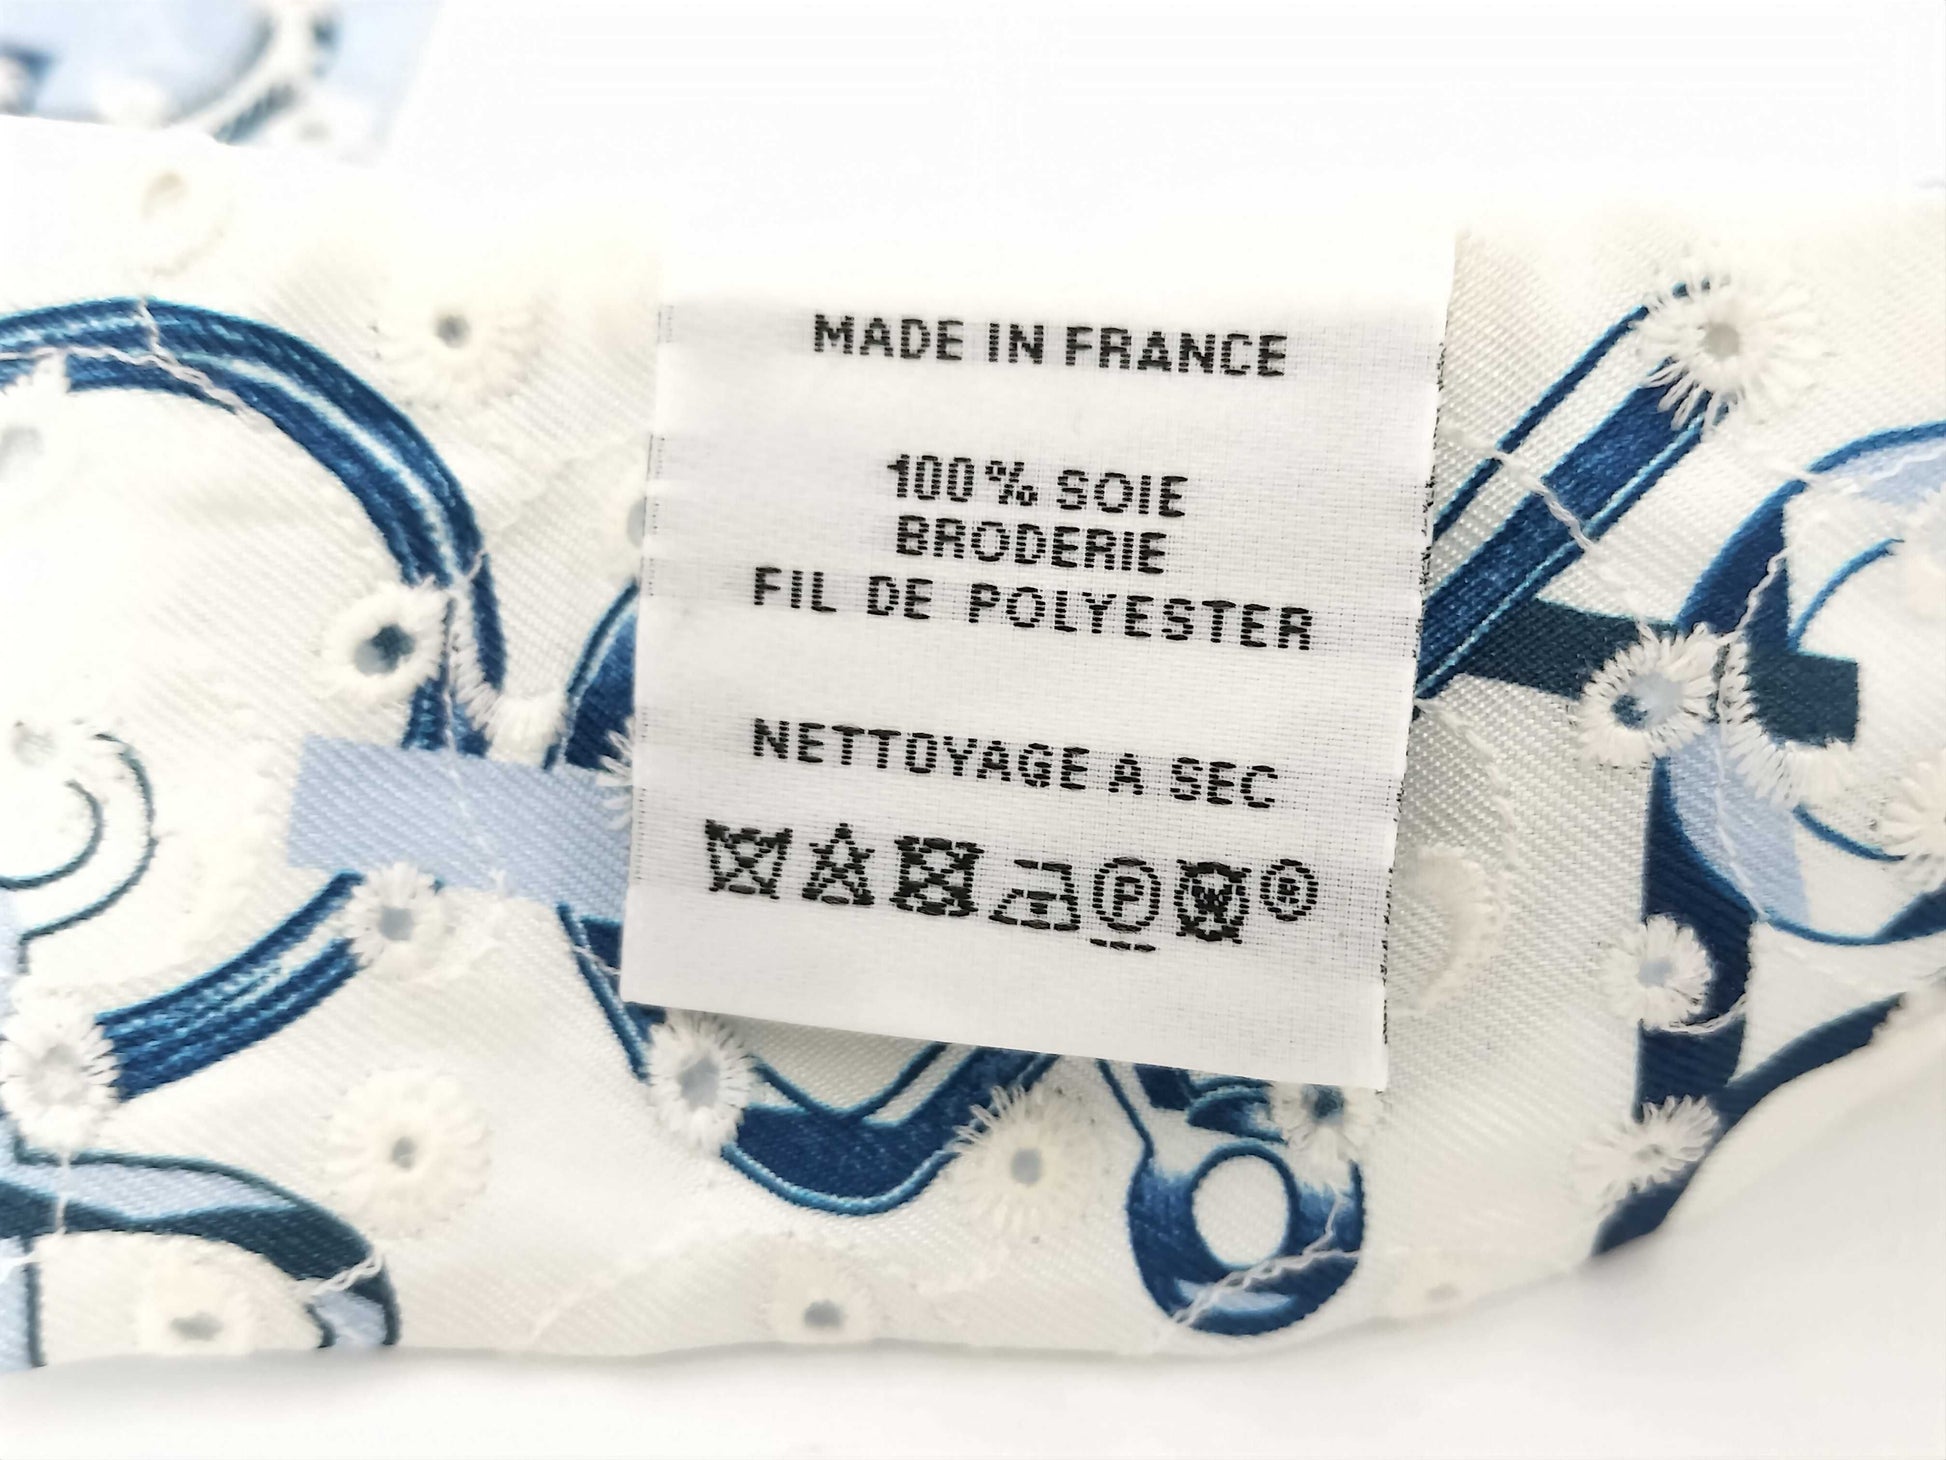 MADE IN FRANCE
100% SOIE
BRODERIE
FIL DE POLYESTER
NETTOYAGE A SEC
P ®